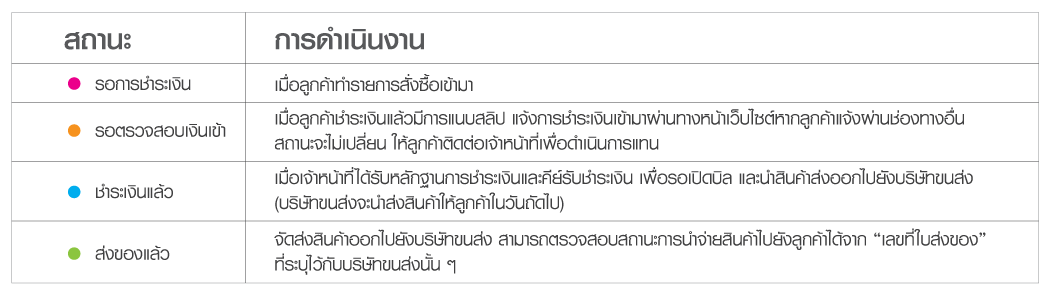 สถานะ
การดำเนินงาน
รอการชำระเงิน
เมื่อลูกค้าทำรายการสั่งซื้อเข้ามา
รอตรวจสอบเงินเข้า
เมื่อลูกค้าชำระเงินแล้วมีการแนบสลิป แจ้งการชำระเงินเข้ามาผ่านทางหน้าเว็บไซต์หากลูกค้าแจ้งผ่านช่องทางอื่น
สถานะจะไม่เปลี่ยน ให้ลูกค้าติดต่อเจ้าหน้าที่เพื่อดำเนินการแทน
ชำระเงินแล้ว
เมื่อเจ้าหน้าที่ได้รับหลักฐานการชำระเงินและคีย์รับชำระเงิน เพื่อรอเปิดบิล และนำสินค้าส่งออกไปยังบริษัทขนส่ง
(บริษัทขนส่งจะนำส่งสินค้าให้ลูกค้าในวันถัดไป)
ส่งของแล้ว
จัดส่งสินค้าออกไปยังบริษัทขนส่ง สามารถตรวจสอบสถานะการนำจ่ายสินค้าไปยังลูกค้าได้จาก “เลขที่ใบส่งของ”
ที่ระบุไว้กับบริษัทขนส่งนั้น ๆ